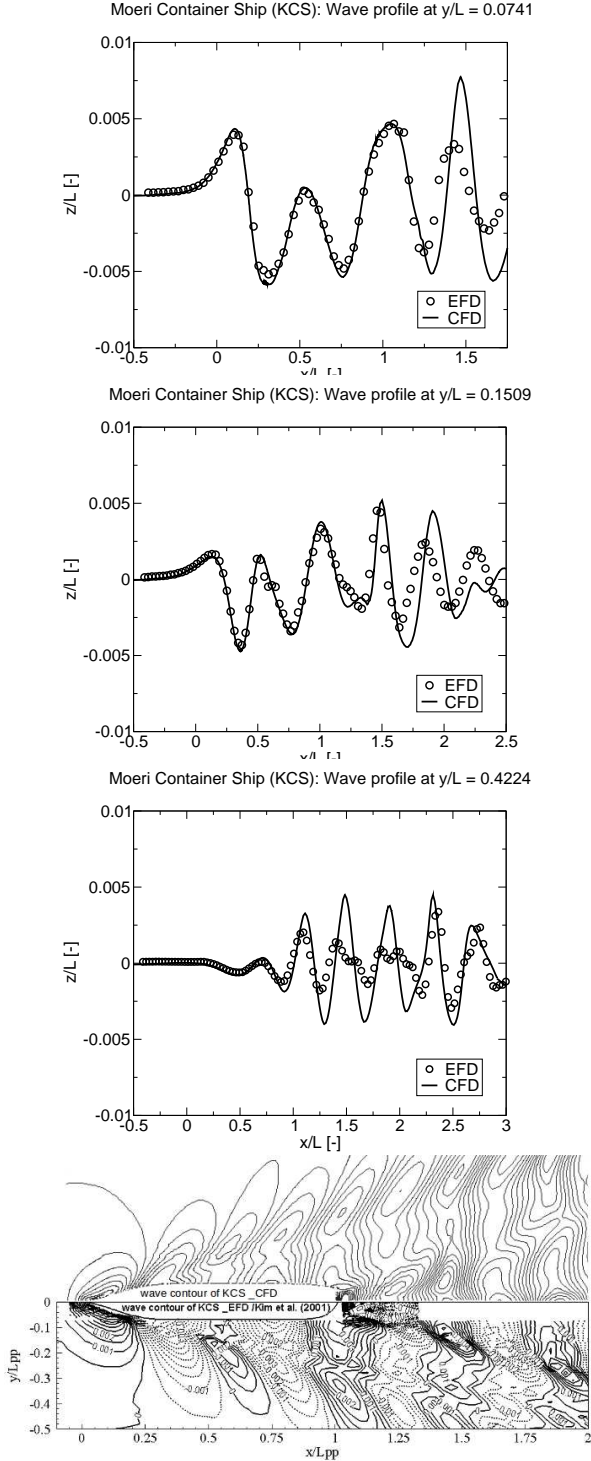 Moeri Container Ship (KCS): Wave profile at y/L = 0.0741
0.01
0.005
0
-0.005
-0.01
z/L [-]
EFD
CFD
-0.5
0
0.5
1
1.5
x/L [-]
Moeri Container Ship (KCS): Wave profile at y/L = 0.1509
0.01
0.005
0
-0.005
-0.01
z/L [-]
EFD
CFD
-0.5
0
0.5
1
1.5
2
2.5
x/L [-]
Moeri Container Ship (KCS): Wave profile at y/L = 0.4224
0.01
0.005
0
-0.005
-0.01
z/L [-]
EFD
CFD
-0.5
0
0.5
1
1.5
2
2.5
3
x/L [-]
wave contour of KCS _CFD
wave contour of KCS _EFD /Kim et al. (2001)
0
-0.1
-0.2
-0.3
-0.4
-0.5
y/Lpp
0.001
-0.001
0
0.25
0.5
0.75
1
1.25
1.5
1.75
2
x/Lpp